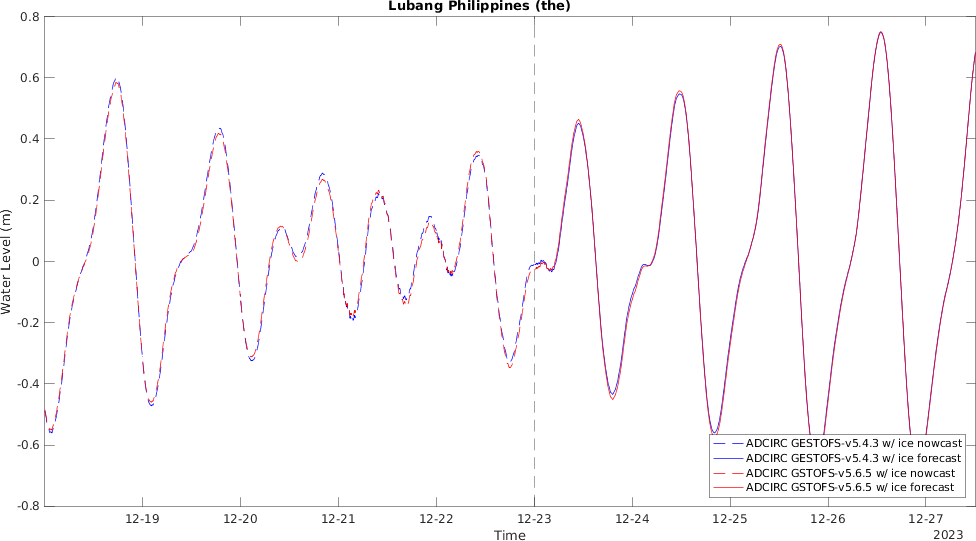 Lubang Philippines (the)
0.8
0.6
0.4
0.2
0
-0.2
-0.4
-0.6
-0.8
Water Level (m)
12-19 12-20 12-21 12-22 12-23 12-24 12-25 12-26 12-27
Time
2023
ADCIRC GESTOFS-v5.4.3 w/ ice nowcast
ADCIRC GESTOFS-v5.4.3 w/ ice forecast
ADCIRC GSTOFS-v5.6.5 w/ ice nowcast
ADCIRC GSTOFS-v5.6.5 w/ ice forecast